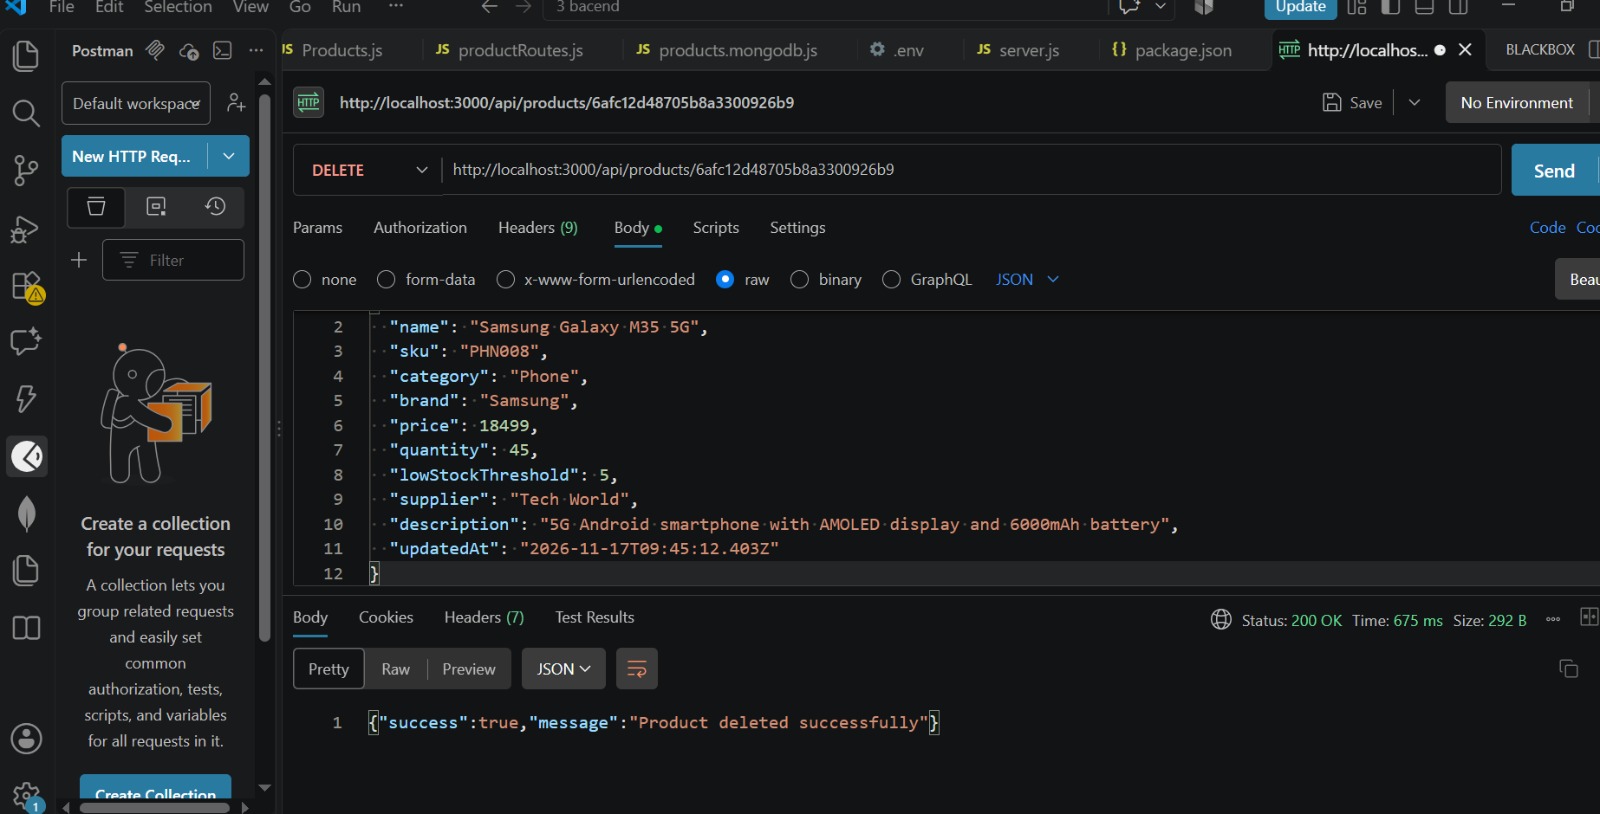 File Edit Selection View Go Run ··· 3 bacend Update
Postman ···
JS Products.js JS productRoutes.js JS products.mongodb.js .env JS server.js {} package.json HTTP http://localhos... BLACKBOX
Default workspace
HTTP http://localhost:3000/api/products/6afc12d48705b8a3300926b9 Save No Environment
New HTTP Req...
DELETE http://localhost:3000/api/products/6afc12d48705b8a3300926b9 Send
Params Authorization Headers (9) Body Scripts Settings Code
Filter
none form-data x-www-form-urlencoded raw binary GraphQL JSON
2 "name": "Samsung Galaxy M35 5G",
3 "sku": "PHN008",
4 "category": "Phone",
5 "brand": "Samsung",
6 "price": 18499,
7 "quantity": 45,
8 "lowStockThreshold": 5,
9 "supplier": "Tech World",
10 "description": "5G Android smartphone with AMOLED display and 6000mAh battery",
11 "updatedAt": "2026-11-17T09:45:12.403Z"
12 }
Create a collection
for your requests
A collection lets you
group related requests
and easily set
common
authorization, tests,
scripts, and variables
for all requests in it.
Create Collection
1
Body Cookies Headers (7) Test Results Status: 200 OK Time: 675 ms Size: 292 B
Pretty Raw Preview JSON
1 {"success":true,"message":"Product deleted successfully"}